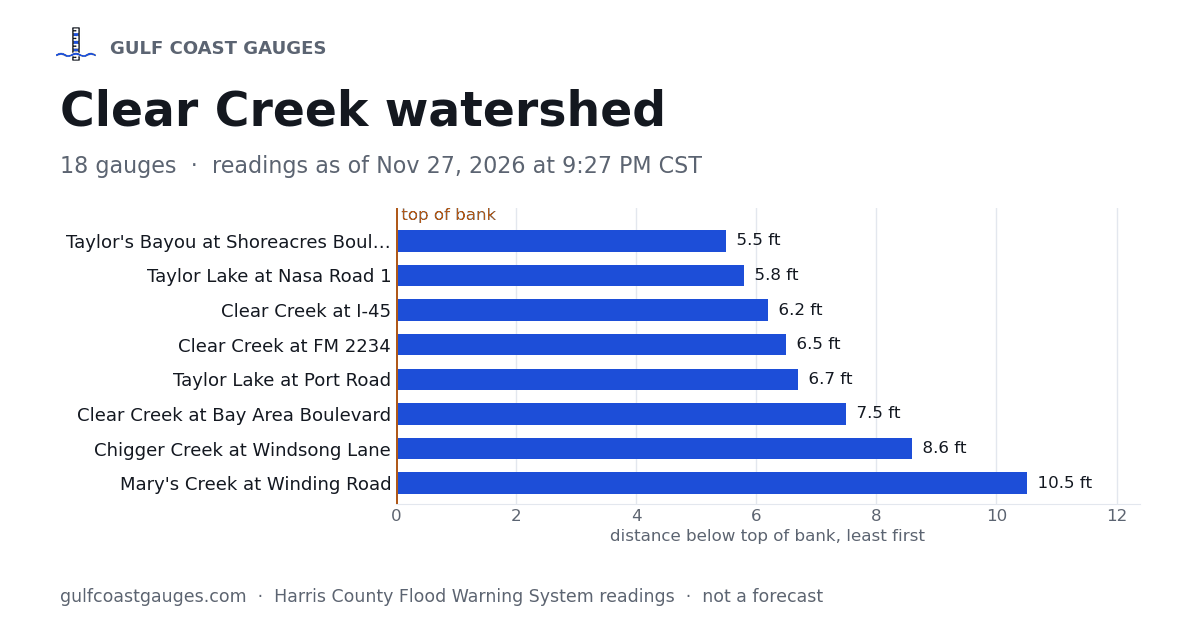 GULF COAST GAUGES
Clear Creek watershed
18 gauges · readings as of Nov 27, 2026 at 9:27 PM CST
top of bank
Taylor's Bayou at Shoreacres Boul… 5.5 ft
Taylor Lake at Nasa Road 1 5.8 ft
Clear Creek at I-45 6.2 ft
Clear Creek at FM 2234 6.5 ft
Taylor Lake at Port Road 6.7 ft
Clear Creek at Bay Area Boulevard 7.5 ft
Chigger Creek at Windsong Lane 8.6 ft
Mary's Creek at Winding Road 10.5 ft
0 2 4 6 8 10 12
distance below top of bank, least first
gulfcoastgauges.com · Harris County Flood Warning System readings · not a forecast